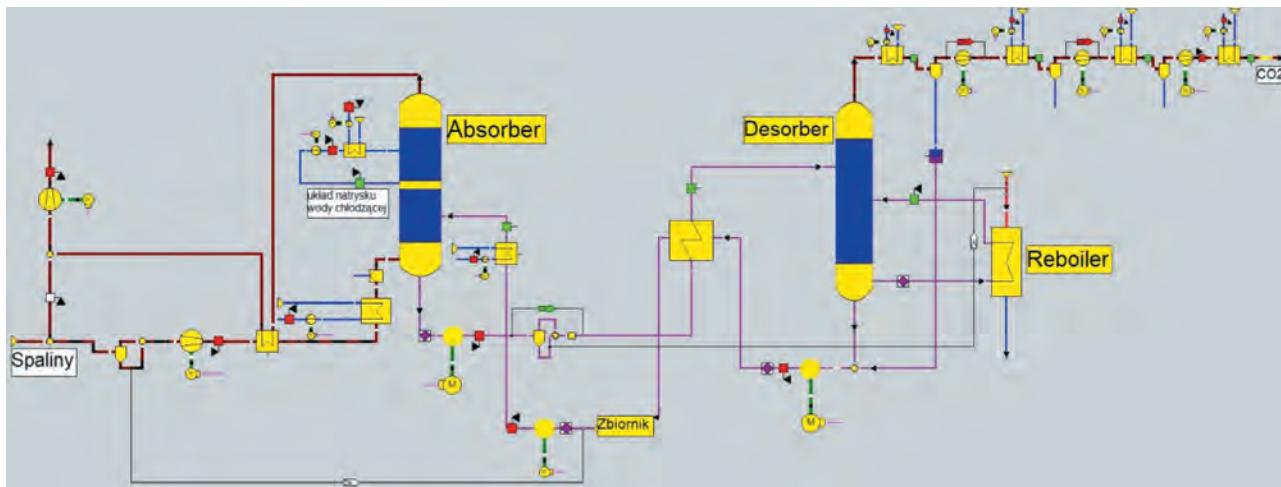 CO2
Absorber
Desorber
układ natrysku
wody chłodzącej
Reboiler
Spaliny
M
M
Zbiornik